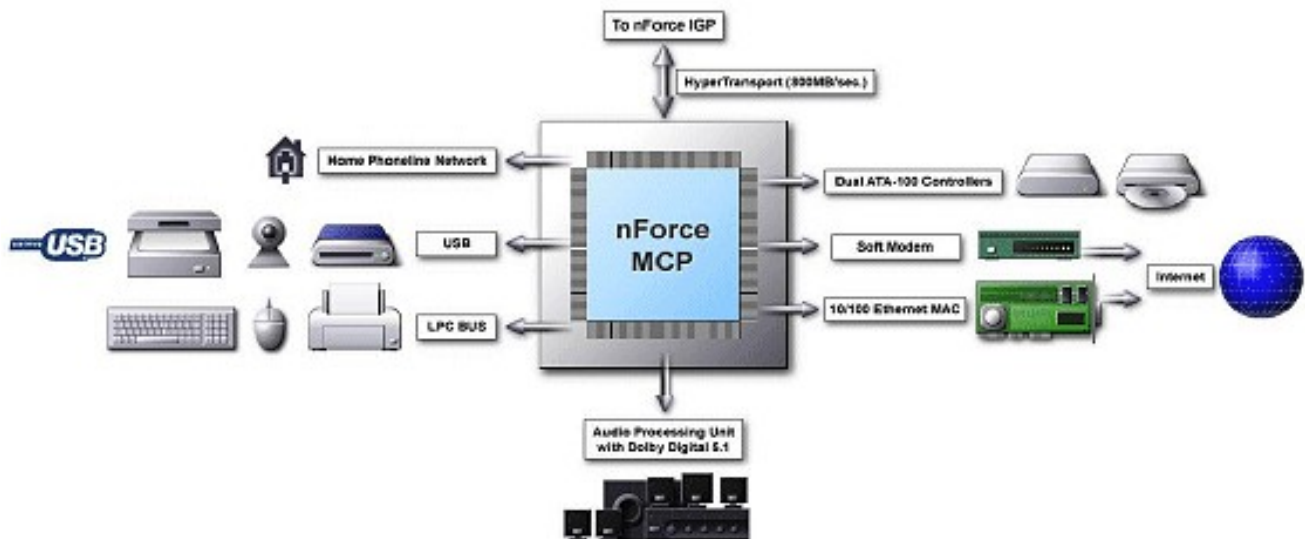 To nForce IGP
HyperTransport (800MB/sec.)
Home Phoneline Network
Dual ATA-100 Controllers
USB
USB
nForce
MCP
Soft Modem
Internet
LPC BUS
10/100 Ethernet MAC
Audio Processing Unit
with Dolby Digital 5.1